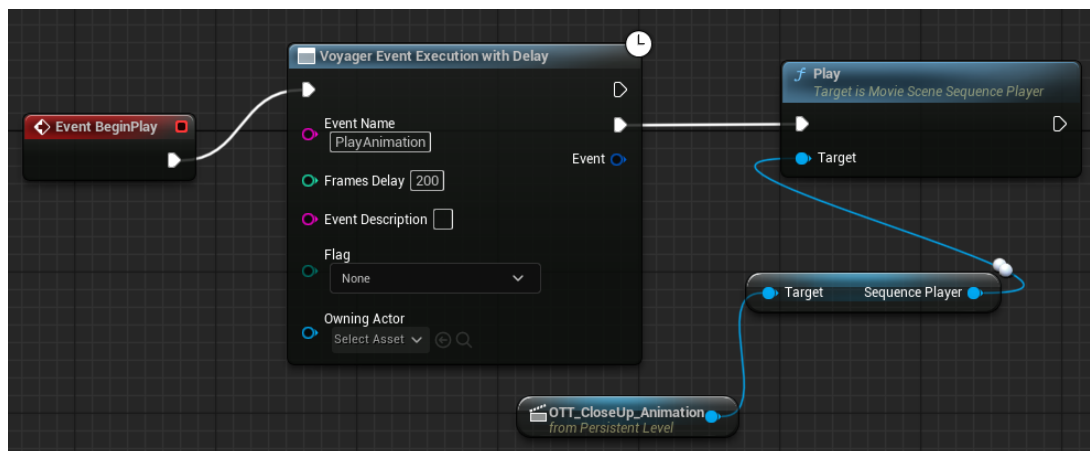 Event BeginPlay
Voyager Event Execution with Delay
Event Name
PlayAnimation
Event
Frames Delay 200
Event Description
Flag
None
Owning Actor
Select Asset
f Play
Target is Movie Scene Sequence Player
Target
Target Sequence Player
OTT_CloseUp_Animation
from Persistent Level